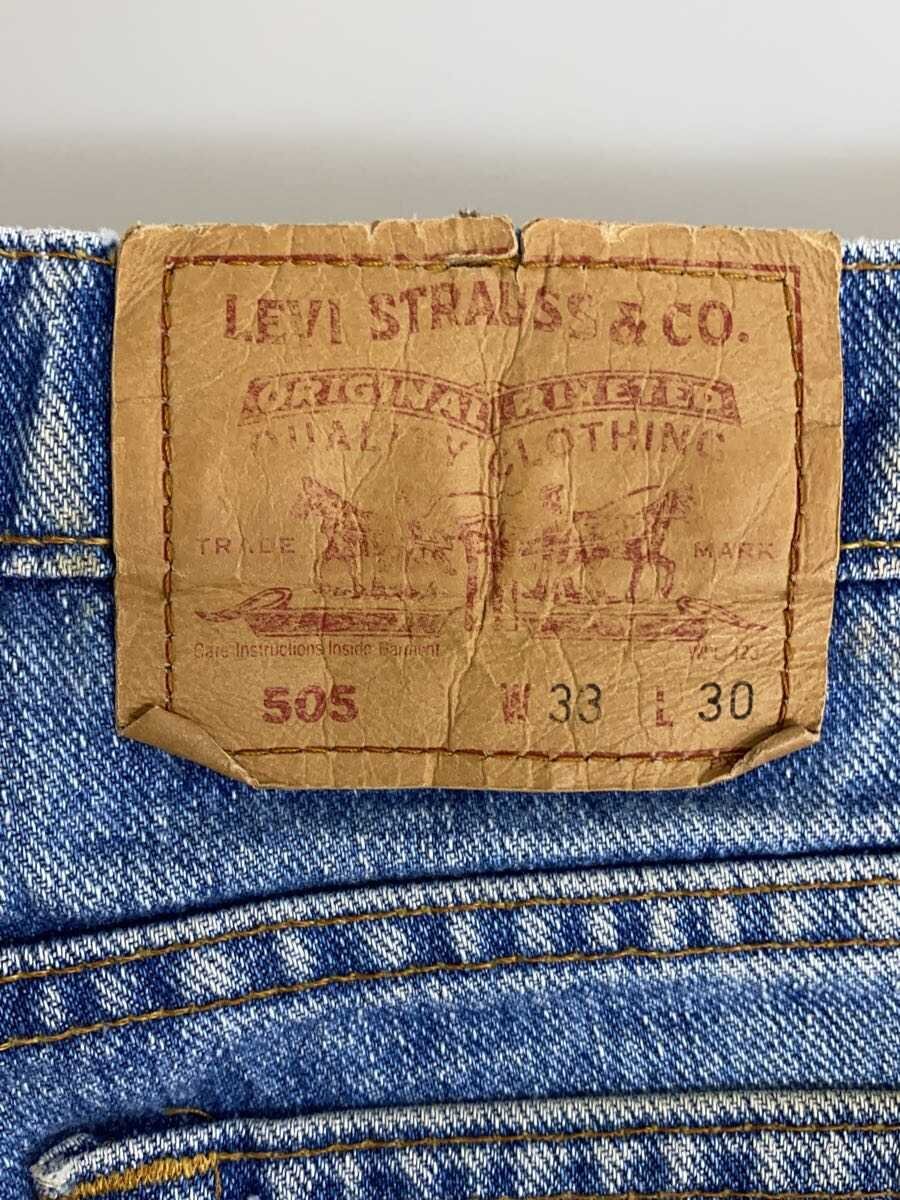 LEVI STRAUSS & CO.
ORIGINAL RIVETED
QUALITY CLOTHING
TRADE MARK
Care Instructions Inside Garment
505 W 33 L 30